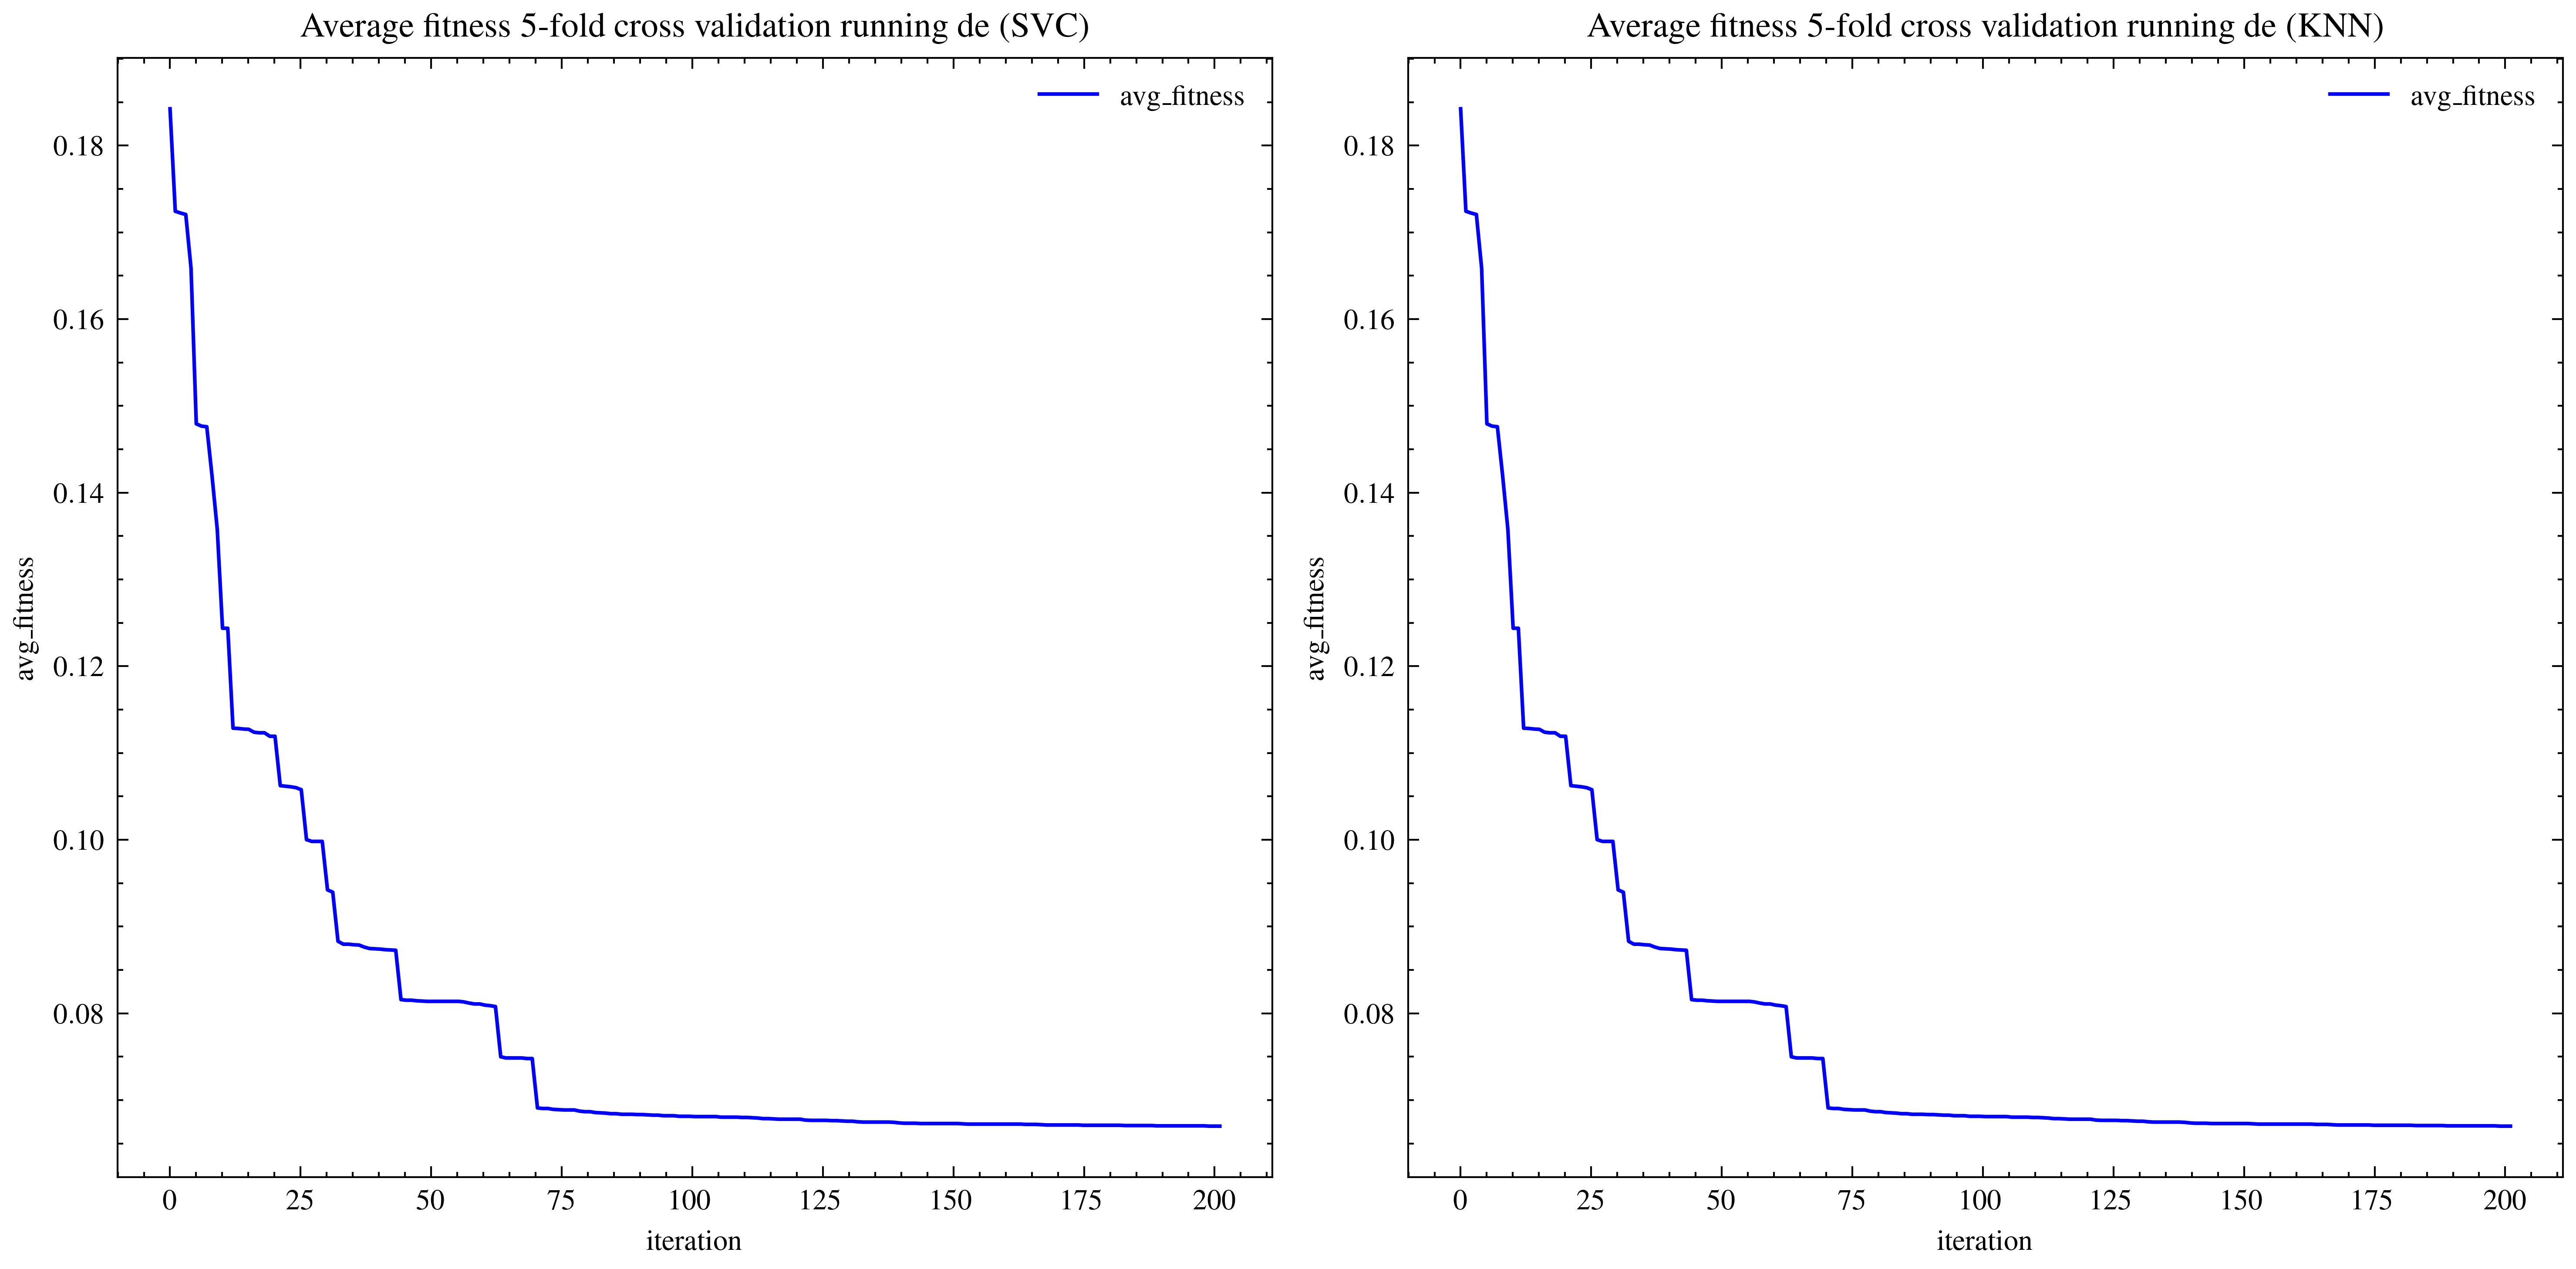 Average fitness 5-fold cross validation running de (SVC)
avg_fitness
0.18
0.16
0.14
0.12
0.10
0.08
avg_fitness
0 25 50 75 100 125 150 175 200
iteration
Average fitness 5-fold cross validation running de (KNN)
avg_fitness
0.18
0.16
0.14
0.12
0.10
0.08
avg_fitness
0 25 50 75 100 125 150 175 200
iteration